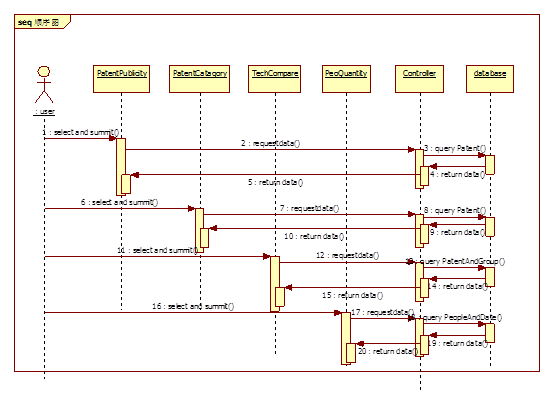 seq 顺序图
PatentPublicity
PatentCatagory
TechCompare
PeoQuantity
Controller
database
: user
1 : select and summit()
2 : requestdata()
3 : query Patent()
4 : return data()
5 : return data()
6 : select and summit()
7 : requestdata()
8 : query Patent()
9 : return data()
10 : return data()
11 : select and summit()
12 : requestdata()
13 : query PatentAndGroup()
14 : return data()
15 : return data()
16 : select and summit()
17 : requestdata()
18 : query PeopleAndDate()
19 : return data()
20 : return data()